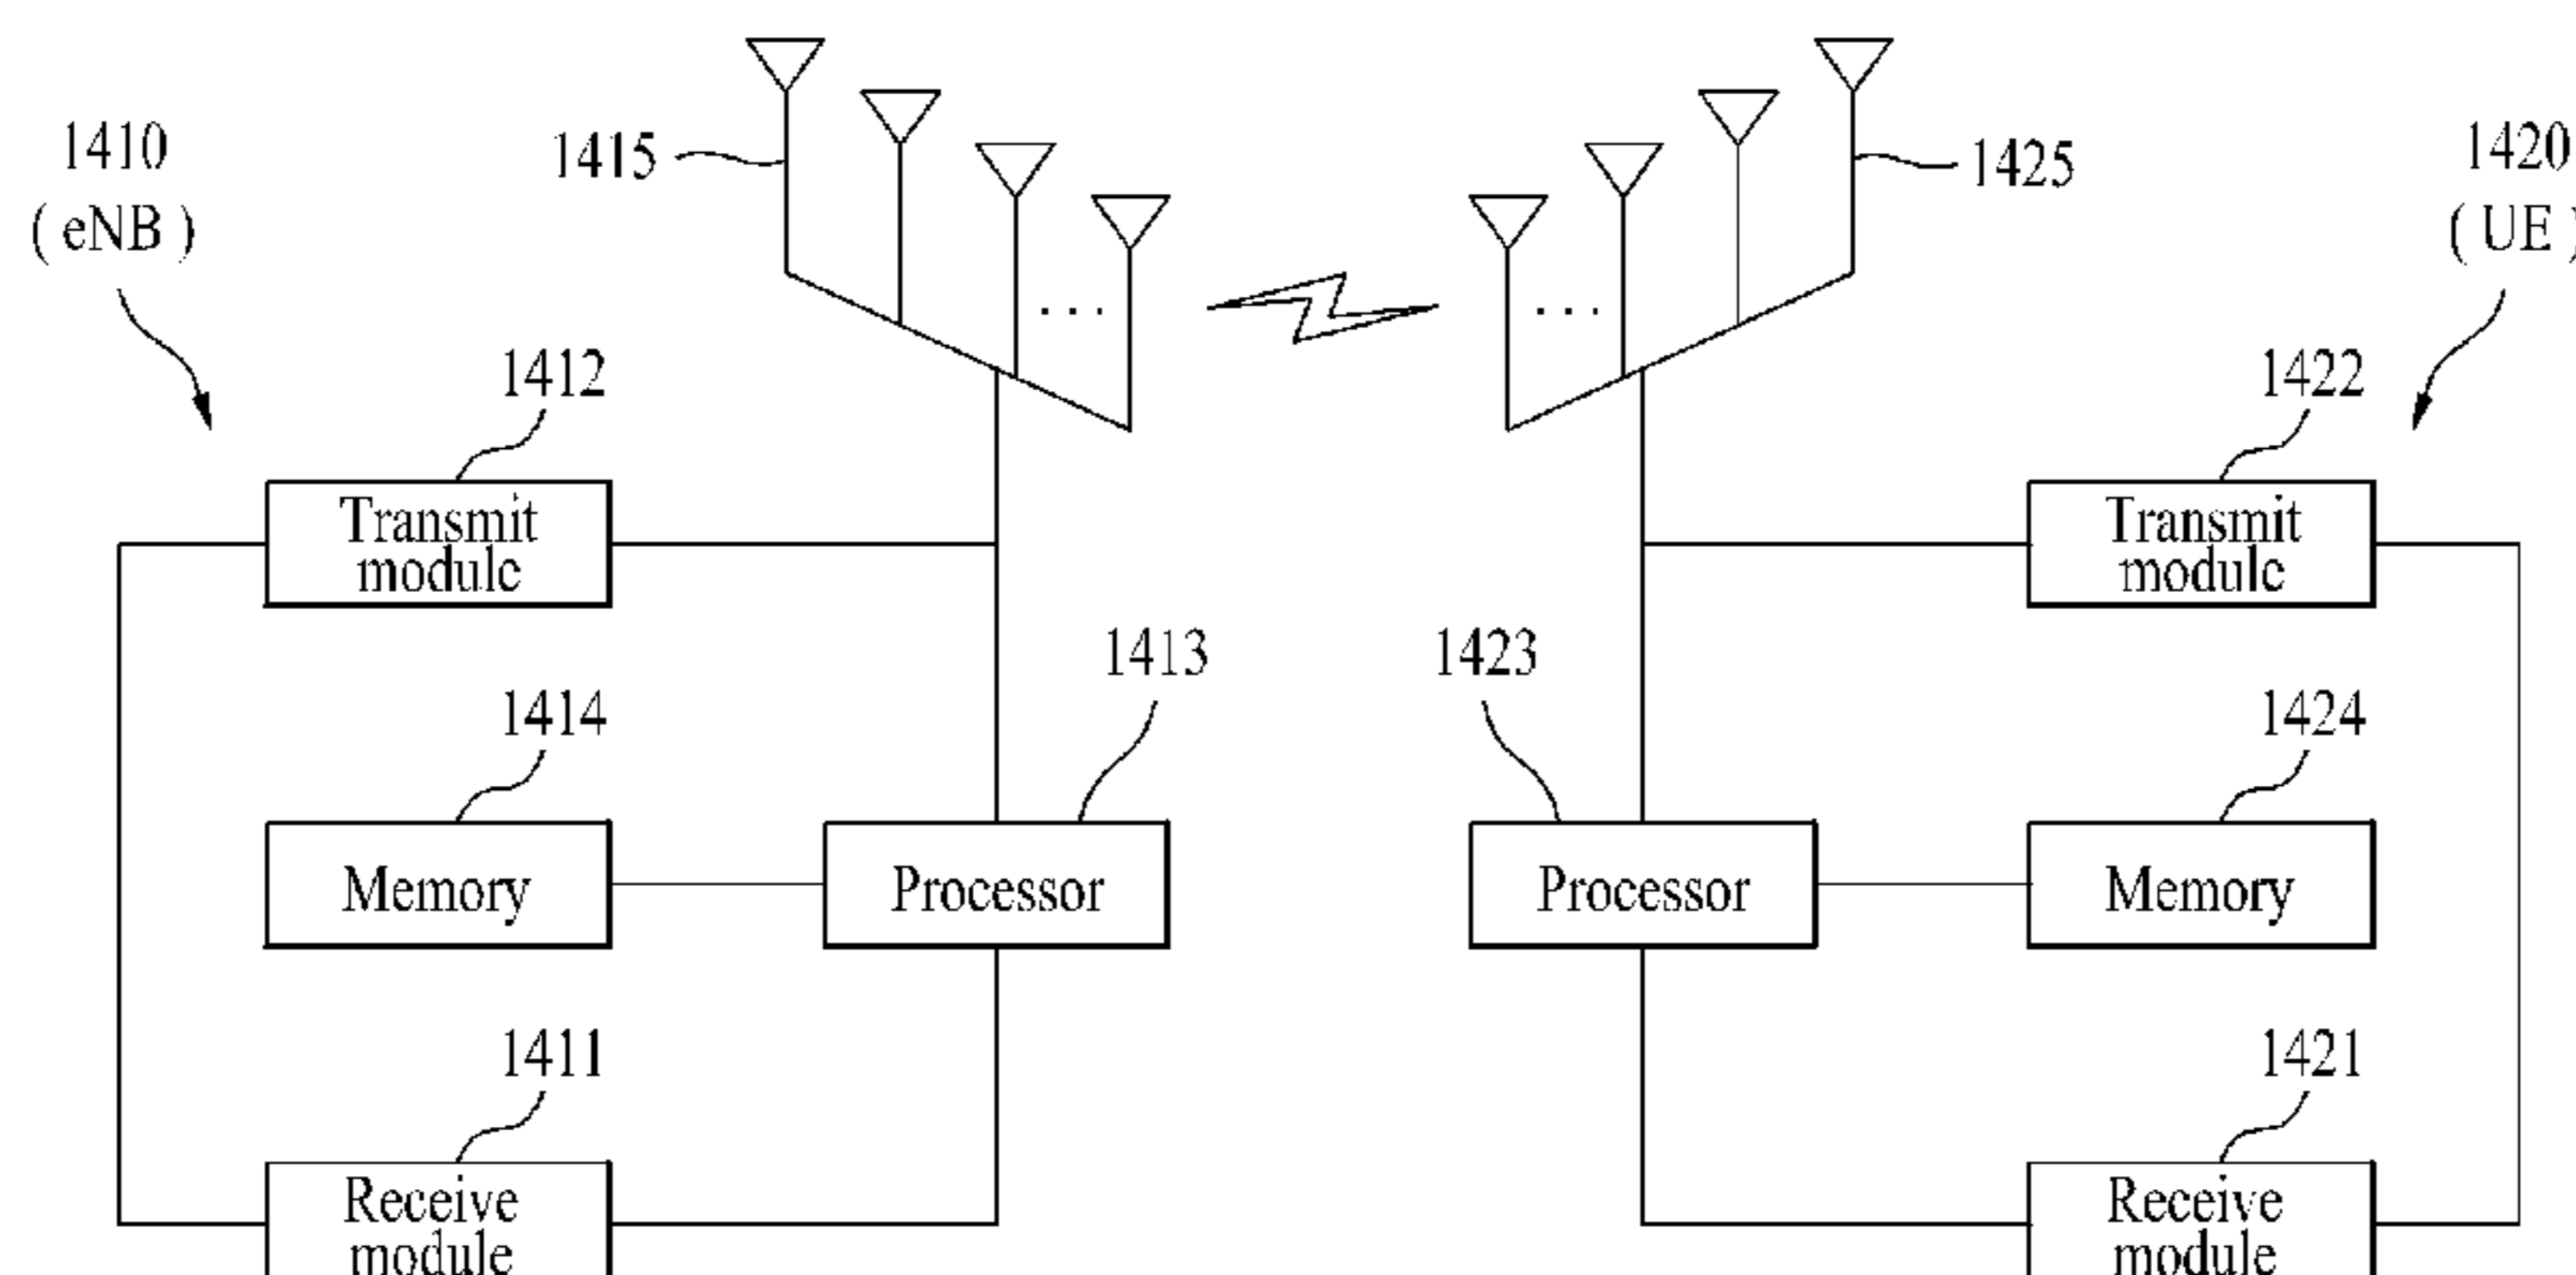 1410
( eNB )
1415
1425
1420
( UE )
1412
Transmit
module
1422
Transmit
module
1413
1423
1414
Memory
Processor
Processor
1424
Memory
1411
Receive
module
1421
Receive
module